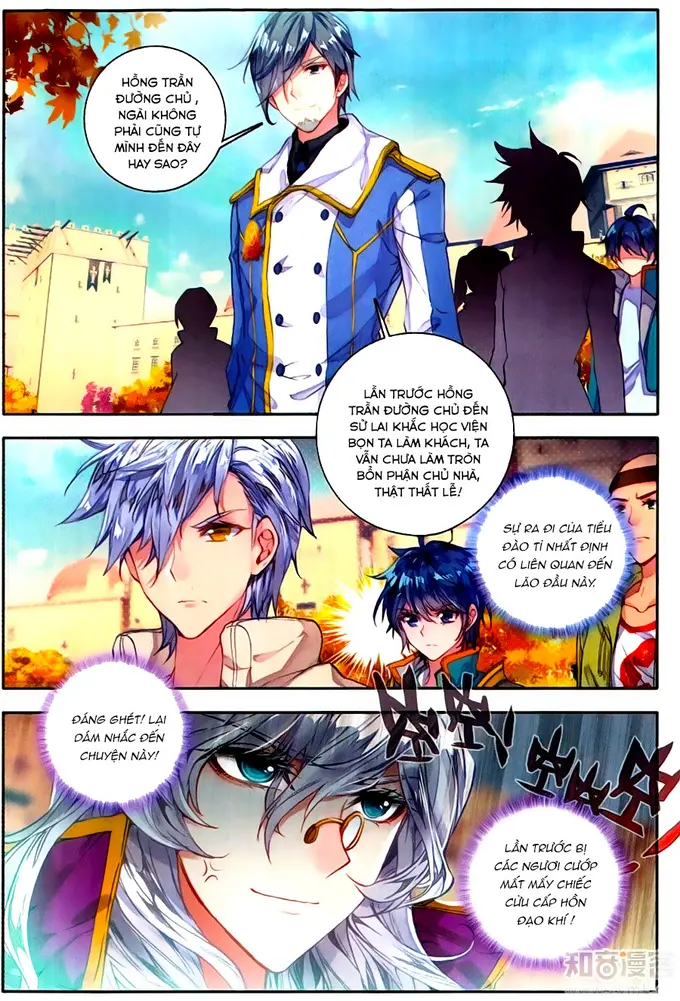 HỒNG TRẦN
ĐƯỜNG CHỦ,
NGÀI KHÔNG
PHẢI CŨNG TỰ
MÌNH ĐẾN ĐÂY
HAY SAO?
LẦN TRƯỚC HỒNG
TRẦN ĐƯỜNG CHỦ ĐẾN
SỬ LAI KHẮC HỌC VIỆN
BỌN TA LÀM KHÁCH, TA
VẪN CHƯA LÀM TRÒN
BỔN PHẬN CHỦ NHÀ,
THẬT THẤT LỄ!
SỰ RA ĐI CỦA TIỂU
ĐÀO TỈ NHẤT ĐỊNH
CÓ LIÊN QUAN ĐẾN
LÃO ĐẦU NÀY.
ĐÁNG GHÉT! LẠI
DÁM NHẮC ĐẾN
CHUYỆN NÀY!
LẦN TRƯỚC BỊ
CÁC NGƯƠI CƯỚP
MẤT MẤY CHIẾC
CỬU CẤP HỒN
ĐẠO KHÍ !
知音漫客